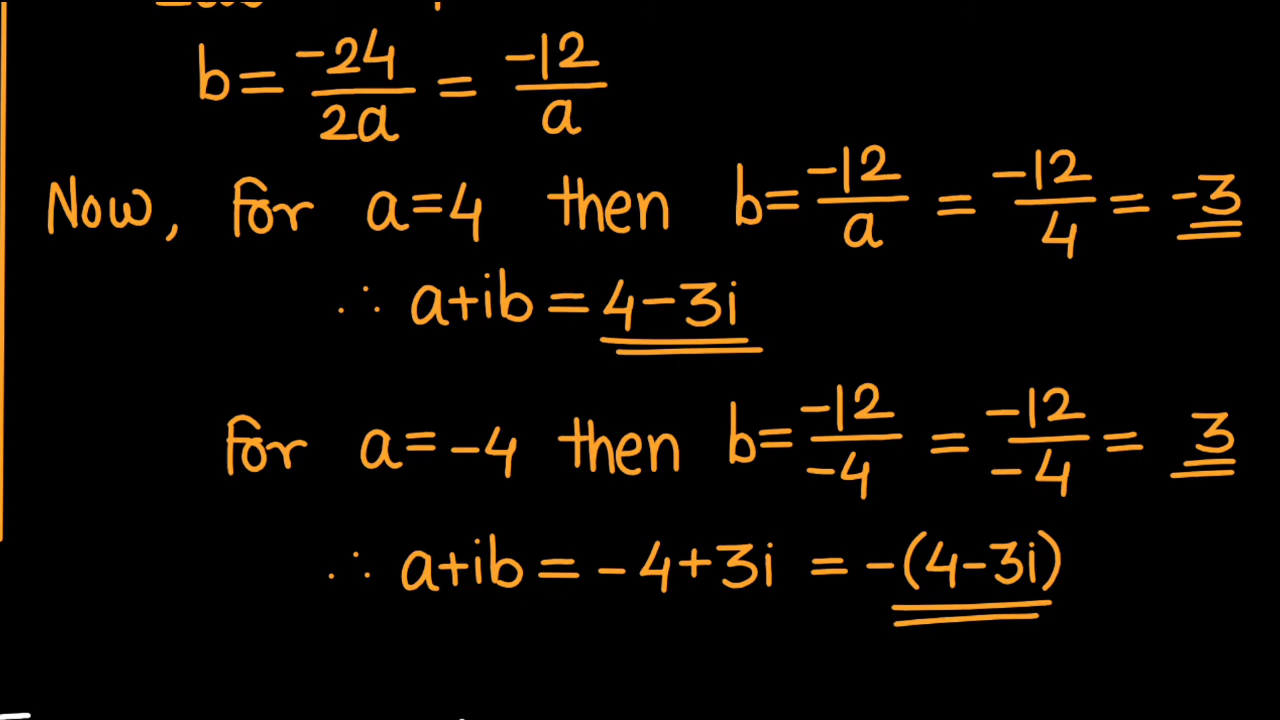 b = -24/2a = -12/a
Now, for a=4 then b= -12/a = -12/4 = -3
∴ a+ib = 4-3i
for a= -4 then b= -12/-4 = -12/-4 = 3
∴ a+ib = -4+3i = -(4-3i)